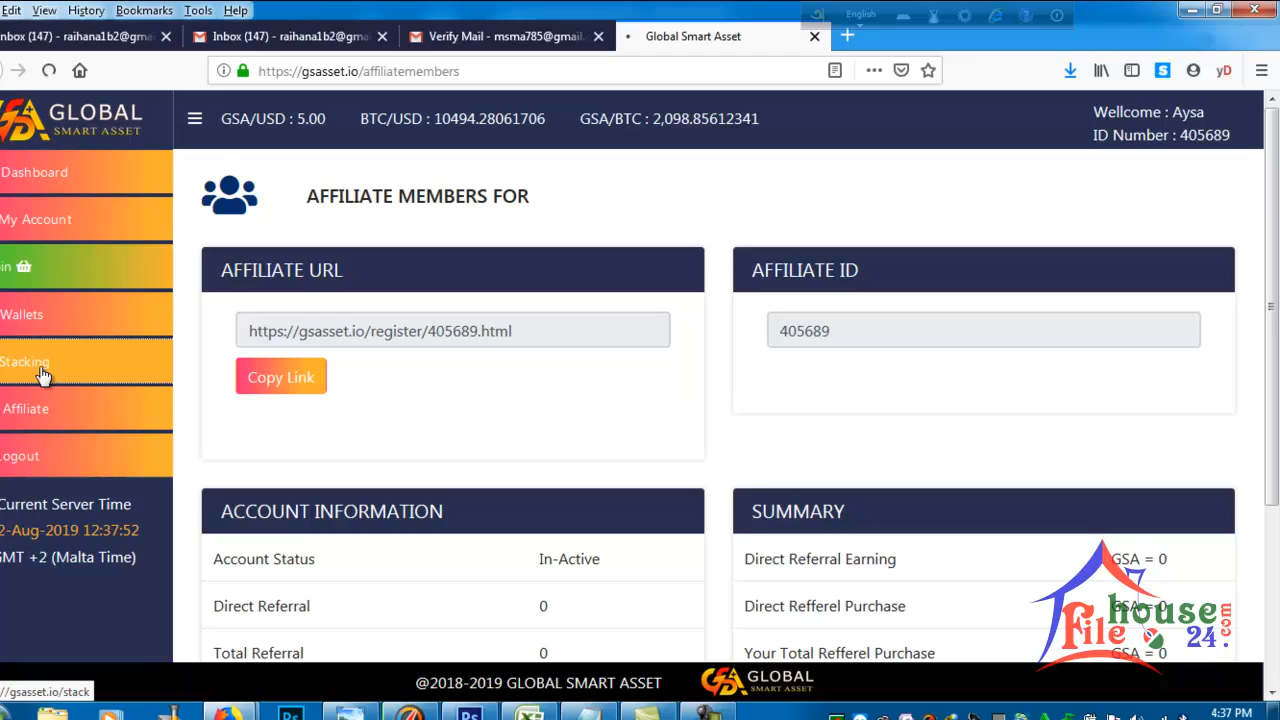 Edit View History Bookmarks Tools Help
English
nbox (147) - raihana1b2@gma
Inbox (147) - raihana1b2@gma
Verify Mail - msma785@gmail.
Global Smart Asset
https://gsasset.io/affiliatemembers
GLOBAL
SMART ASSET
GSA/USD : 5.00
BTC/USD : 10494.28061706
GSA/BTC : 2,098.85612341
Wellcome : Aysa
ID Number : 405689
Dashboard
My Account
in
Wallets
Stacking
Affiliate
Logout
Current Server Time
2-Aug-2019 12:37:52
GMT +2 (Malta Time)
AFFILIATE MEMBERS FOR
AFFILIATE URL
https://gsasset.io/register/405689.html
Copy Link
AFFILIATE ID
405689
ACCOUNT INFORMATION
Account Status In-Active
Direct Referral 0
Total Referral 0
SUMMARY
Direct Referral Earning GSA = 0
Direct Refferel Purchase GSA = 0
Your Total Refferel Purchase GSA = 0
File house 24.com
@2018-2019 GLOBAL SMART ASSET
GLOBAL
SMART ASSET
//gsasset.io/stack
4:37 PM